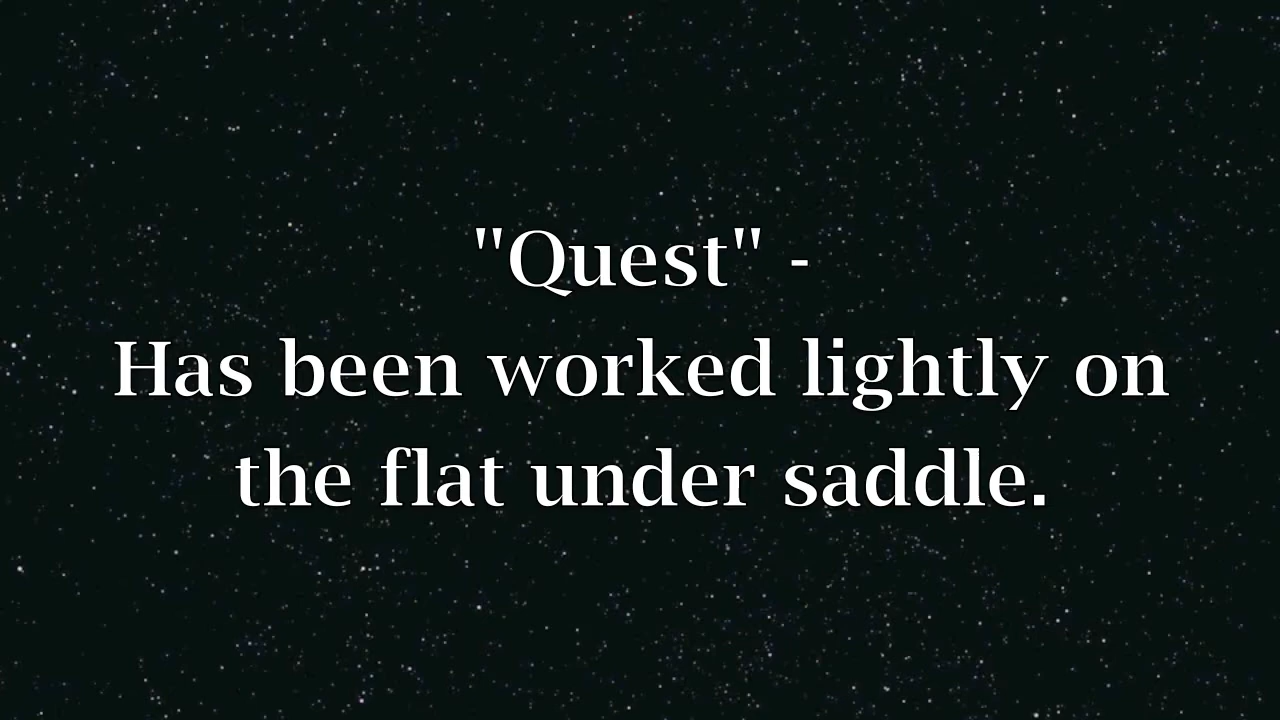 "Quest" -
Has been worked lightly on
the flat under saddle.